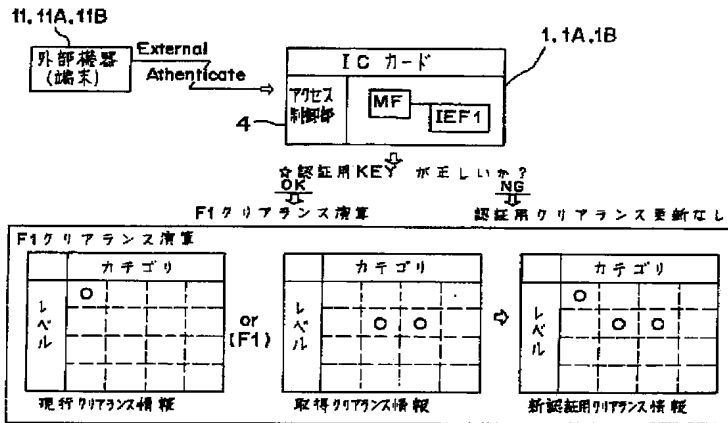 11.11A.11B
外部機器
(端末)
External
Athenticate
1.1A.1B
ICカード
アクセス
制御部
4
MF
IEF1
☆認証用KEY が正しいか?
OK
NG
F1クリアランス演算
認証用クリアランス更新なし
F1クリアランス演算
カテゴリ
レベル
現行クリアランス情報
or
(F1)
カテゴリ
レベル
取得クリアランス情報
カテゴリ
レベル
新認証用クリアランス情報